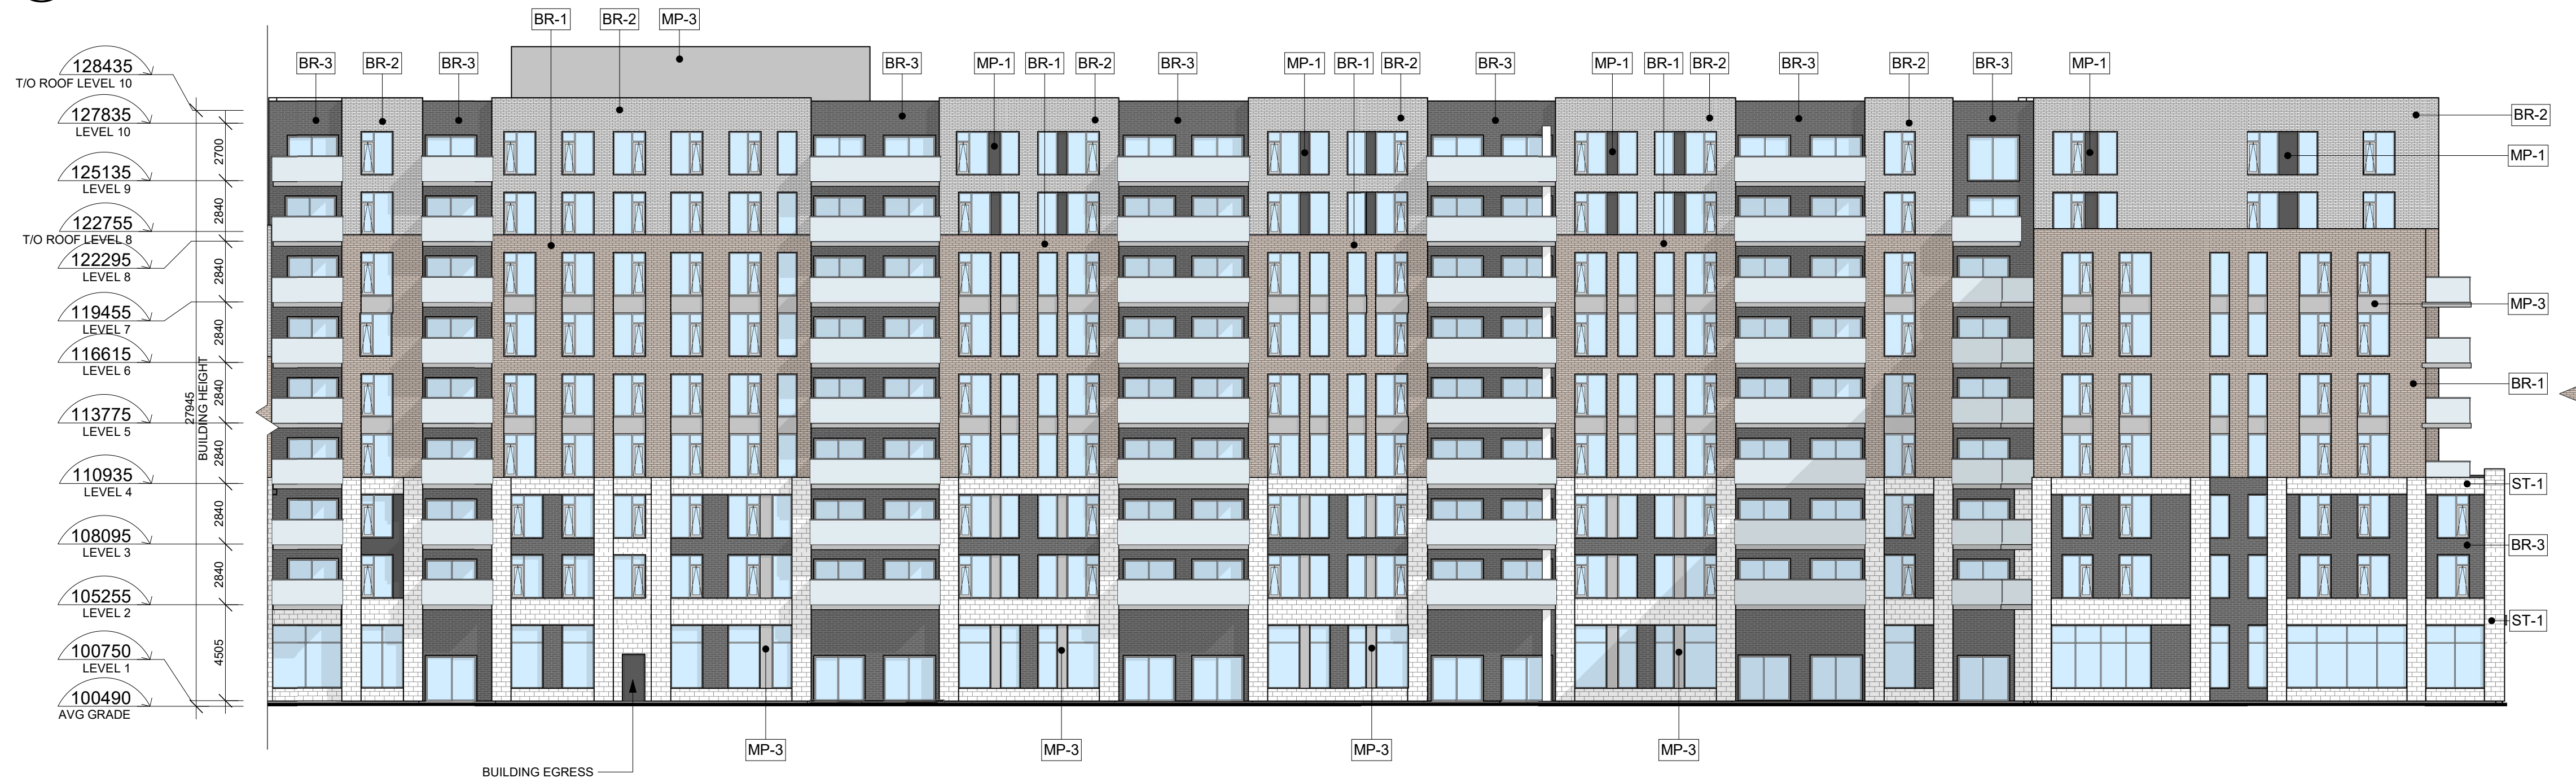 BR-1
BR-2
MP-3
BR-3
BR-2
BR-3
BR-3
MP-1
BR-1
BR-2
BR-3
MP-1
BR-1
BR-2
BR-3
MP-1
BR-1
BR-2
BR-3
BR-2
BR-3
MP-1
128435
T/O ROOF LEVEL 10
127835
LEVEL 10
125135
LEVEL 9
122755
T/O ROOF LEVEL 8
122295
LEVEL 8
119455
LEVEL 7
116615
LEVEL 6
113775
LEVEL 5
110935
LEVEL 4
108095
LEVEL 3
105255
LEVEL 2
100750
LEVEL 1
100490
AVG GRADE
27945
BUILDING HEIGHT
2700
2840
2840
2840
2840
2840
2840
2840
4505
BR-2
MP-1
MP-3
BR-1
ST-1
BR-3
ST-1
MP-3
MP-3
MP-3
MP-3
BUILDING EGRESS